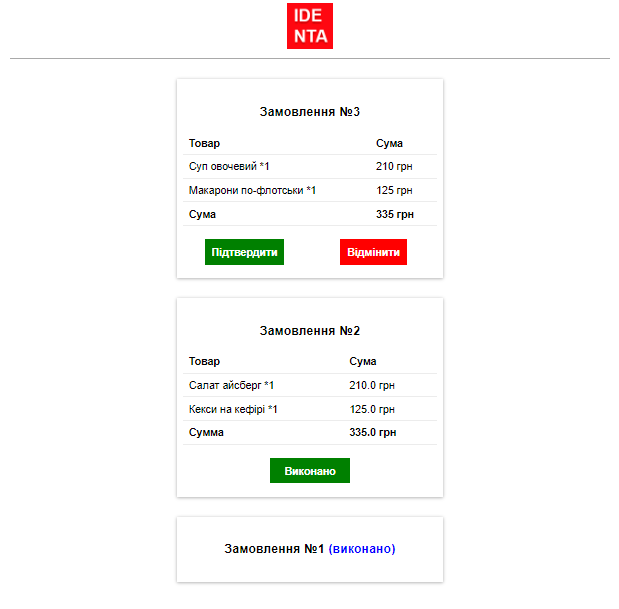 IDE
NTA
Замовлення №3
Товар Сума
Суп овочевий *1 210 грн
Макарони по-флотськи *1 125 грн
Сума 335 грн
Підтвердити Відмінити
Замовлення №2
Товар Сума
Салат айсберг *1 210.0 грн
Кекси на кефірі *1 125.0 грн
Сумма 335.0 грн
Виконано
Замовлення №1 (виконано)